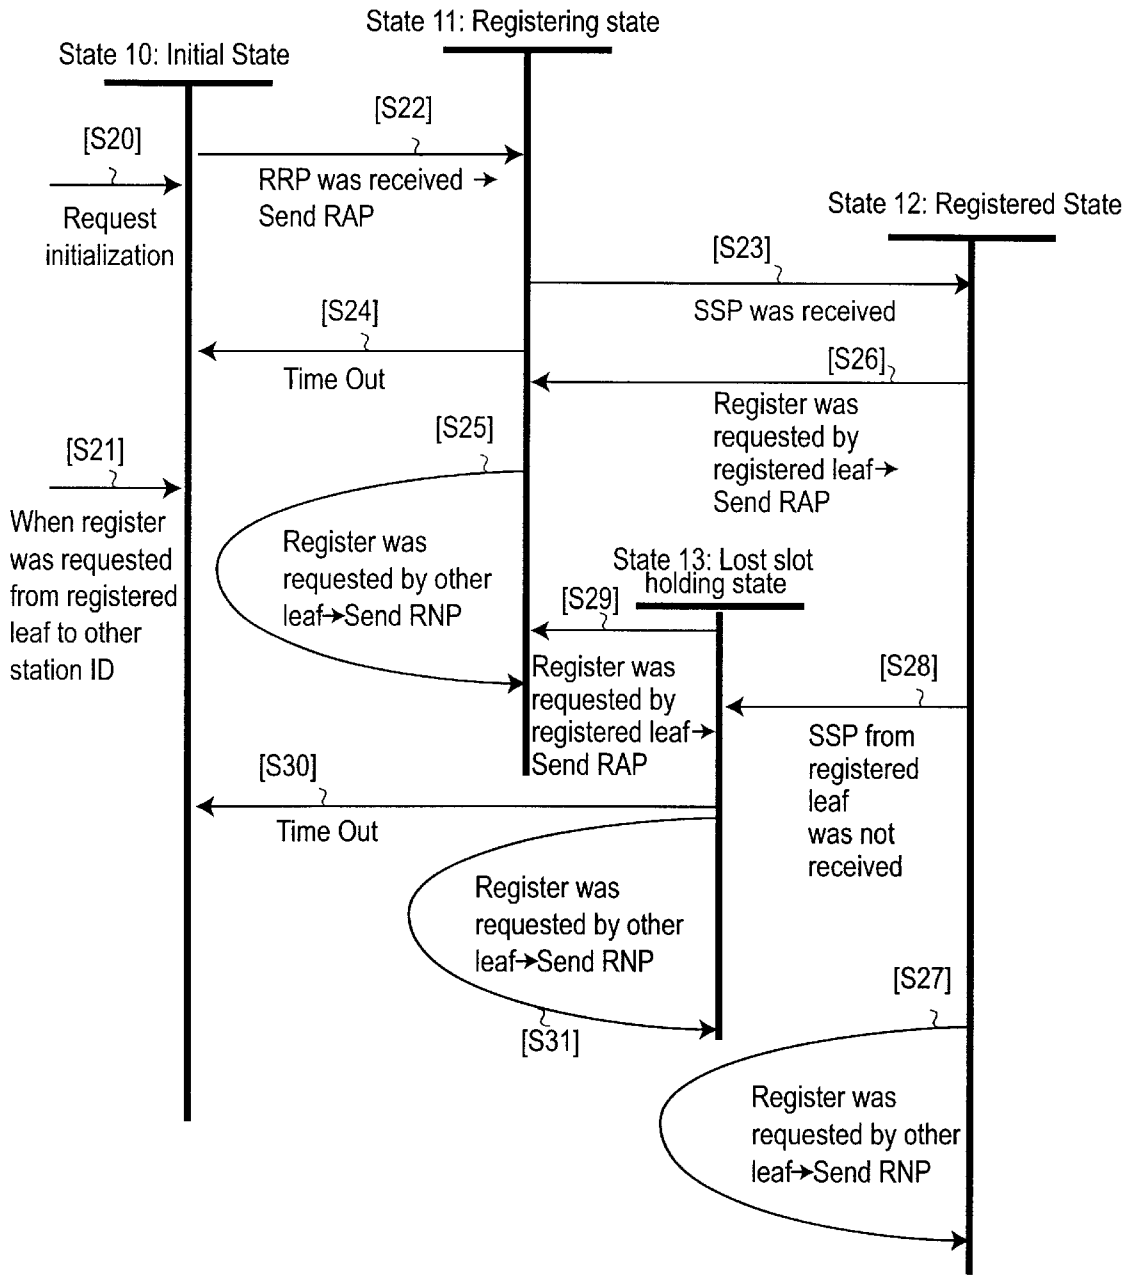 State 11: Registering state
State 10: Initial State
[S22]
[S20]
RRP was received →
Send RAP
Request
initialization
State 12: Registered State
[S23]
SSP was received
[S24]
Time Out
[S26]
Register was
requested by
registered leaf→
Send RAP
[S25]
Register was
requested by other
leaf→Send RNP
[S21]
When register
was requested
from registered
leaf to other
station ID
State 13: Lost slot
holding state
[S29]
Register was
requested by
registered leaf→
Send RAP
[S28]
SSP from
registered
leaf
was not
received
[S30]
Time Out
Register was
requested by other
leaf→Send RNP
[S31]
[S27]
Register was
requested by other
leaf→Send RNP